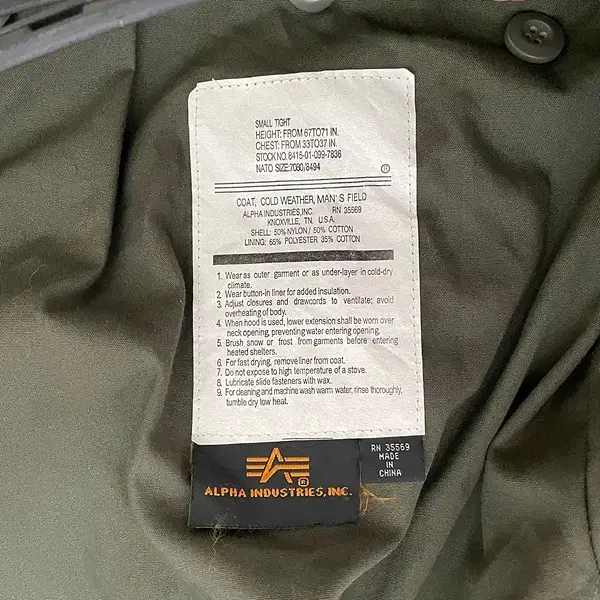 SMALL TIGHT
HEIGHT: FROM 67TO71 IN.
CHEST: FROM 33TO37 IN.
STOCK NO. 8415-01-099-7836
NATO SIZE:7080/8494 ®
COAT, COLD WEATHER, MAN'S FIELD
ALPHA INDUSTRIES,INC. RN 35569
KNOXVILLE, TN. U.S.A.
SHELL: 50% NYLON / 50% COTTON
LINING: 65% POLYESTER 35% COTTON
1. Wear as outer garment or as under-layer in cold-dry
climate.
2. Wear button-in liner for added insulation.
3. Adjust closures and drawcords to ventilate; avoid
overheating of body.
4. When hood is used, lower extension shall be worn over
neck opening, preventing water entering opening.
5. Brush snow or frost from garments before entering
heated shelters.
6. For fast drying, remove liner from coat.
7. Do not expose to high temperature of a stove.
8. Lubricate slide fasteners with wax.
9. For cleaning and machine wash warm water, rinse thoroughly,
tumble dry low heat.
®
ALPHA INDUSTRIES, INC.
RN 35569
MADE
IN
CHINA